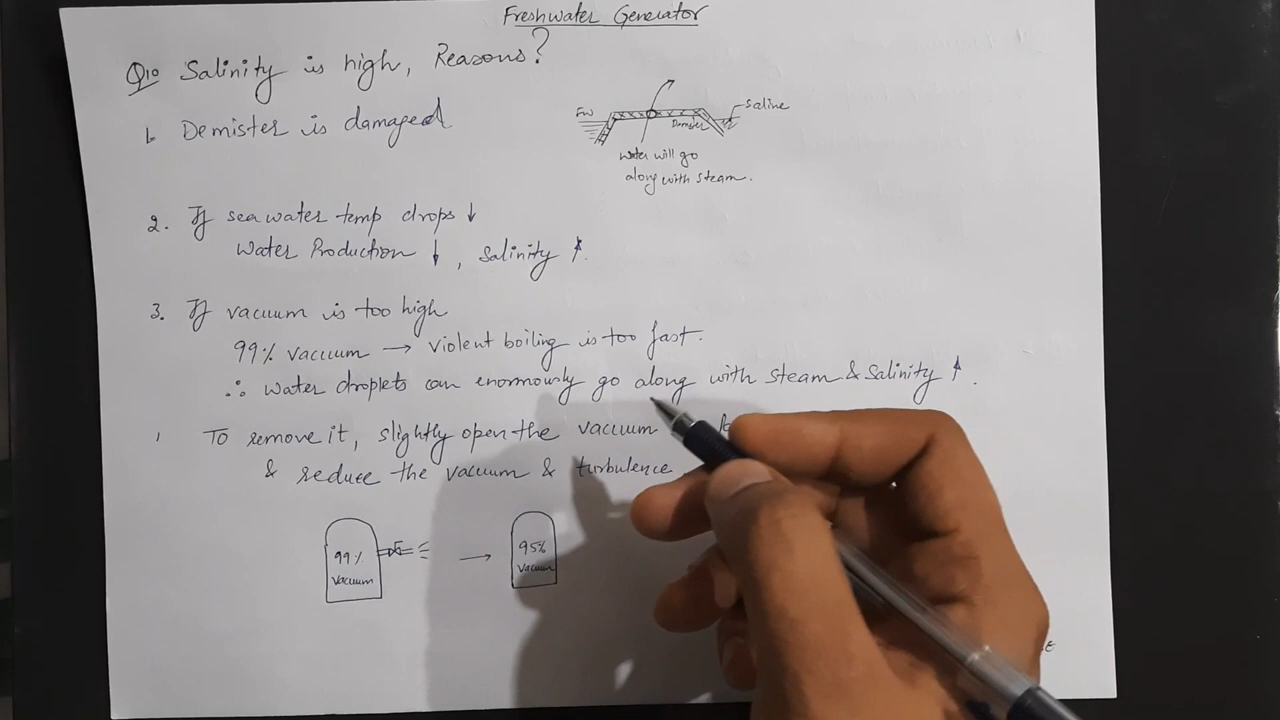 Freshwater Generator
Q10 Salinity is high, Reasons?
1. Demister is damaged
Fw
Saline
Demister
Water will go
along with steam.
2. If sea water temp drops ↓
Water Production ↓, Salinity ↑.
3. If vacuum is too high
99% vacuum → violent boiling is too fast.
∴ water droplets can enormously go along with steam & Salinity ↑.
To remove it, slightly open the vacuum
& reduce the vacuum & turbulence
99%
vacuum
→
95%
vacuum